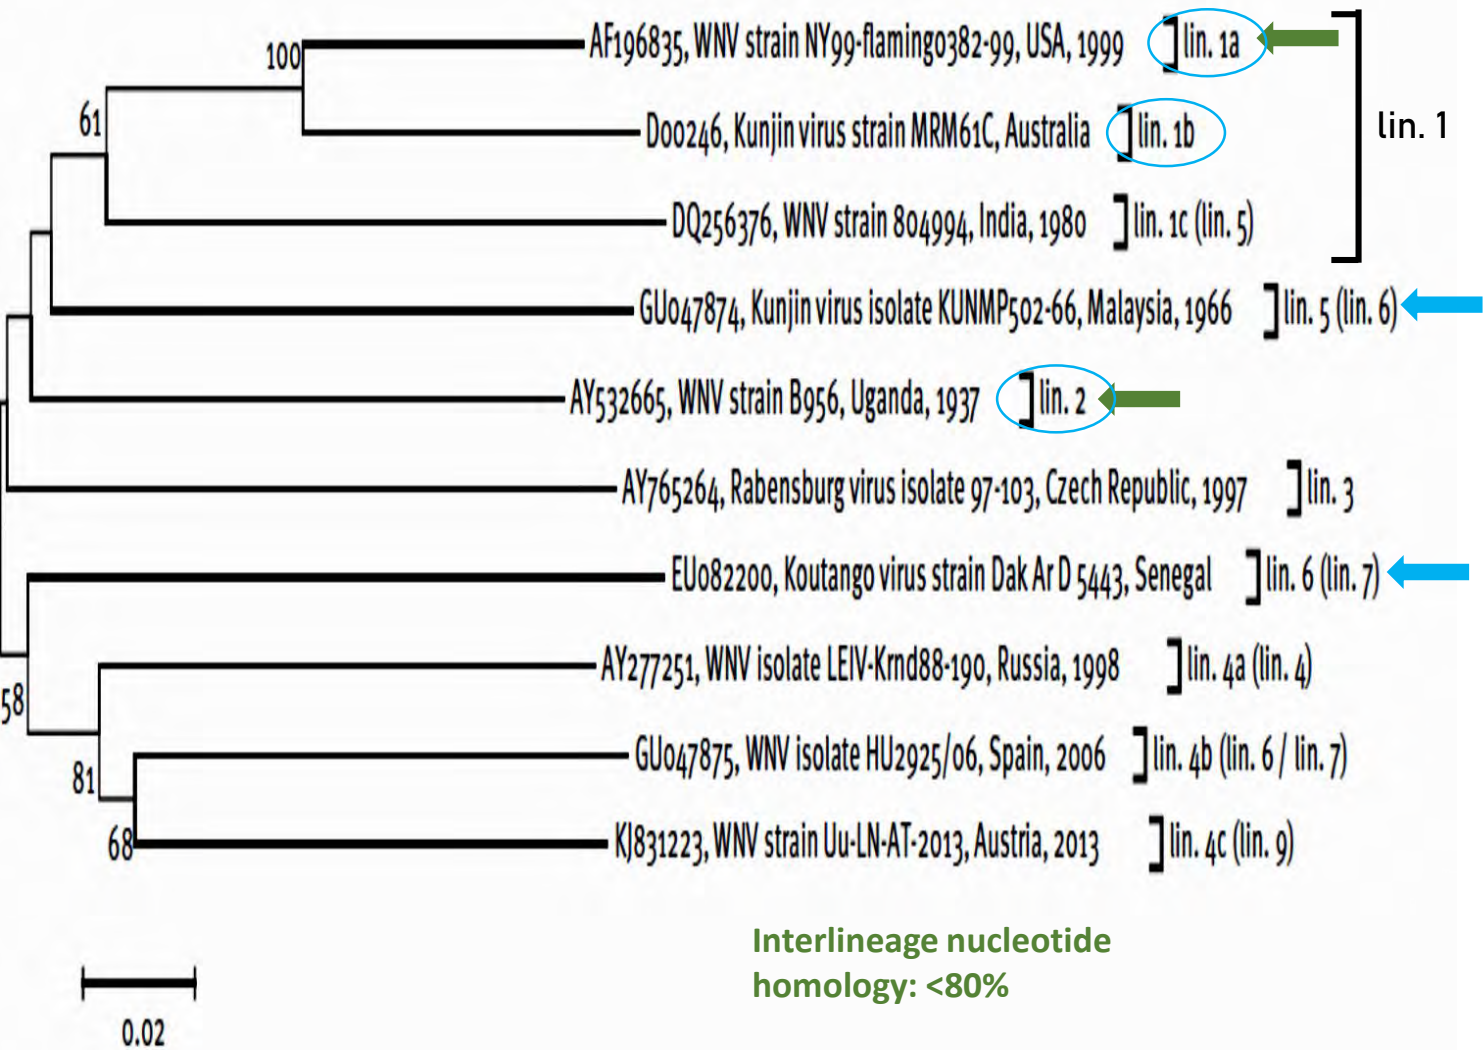 100
AF196835, WNV strain NY99-flamingo382-99, USA, 1999 lin. 1a
61
D00246, Kunjin virus strain MRM61C, Australia lin. 1b
lin. 1
DQ256376, WNV strain 804994, India, 1980 lin. 1c (lin. 5)
GU047874, Kunjin virus isolate KUNMP502-66, Malaysia, 1966 lin. 5 (lin. 6)
AY532665, WNV strain B956, Uganda, 1937 lin. 2
AY765264, Rabensburg virus isolate 97-103, Czech Republic, 1997 lin. 3
EU082200, Koutango virus strain Dak Ar D 5443, Senegal lin. 6 (lin. 7)
AY277251, WNV isolate LEIV-Krnd88-190, Russia, 1998 lin. 4a (lin. 4)
58
GU047875, WNV isolate HU2925/06, Spain, 2006 lin. 4b (lin. 6 / lin. 7)
81
68
KJ831223, WNV strain Uu-LN-AT-2013, Austria, 2013 lin. 4c (lin. 9)
Interlineage nucleotide
homology: <80%
0.02